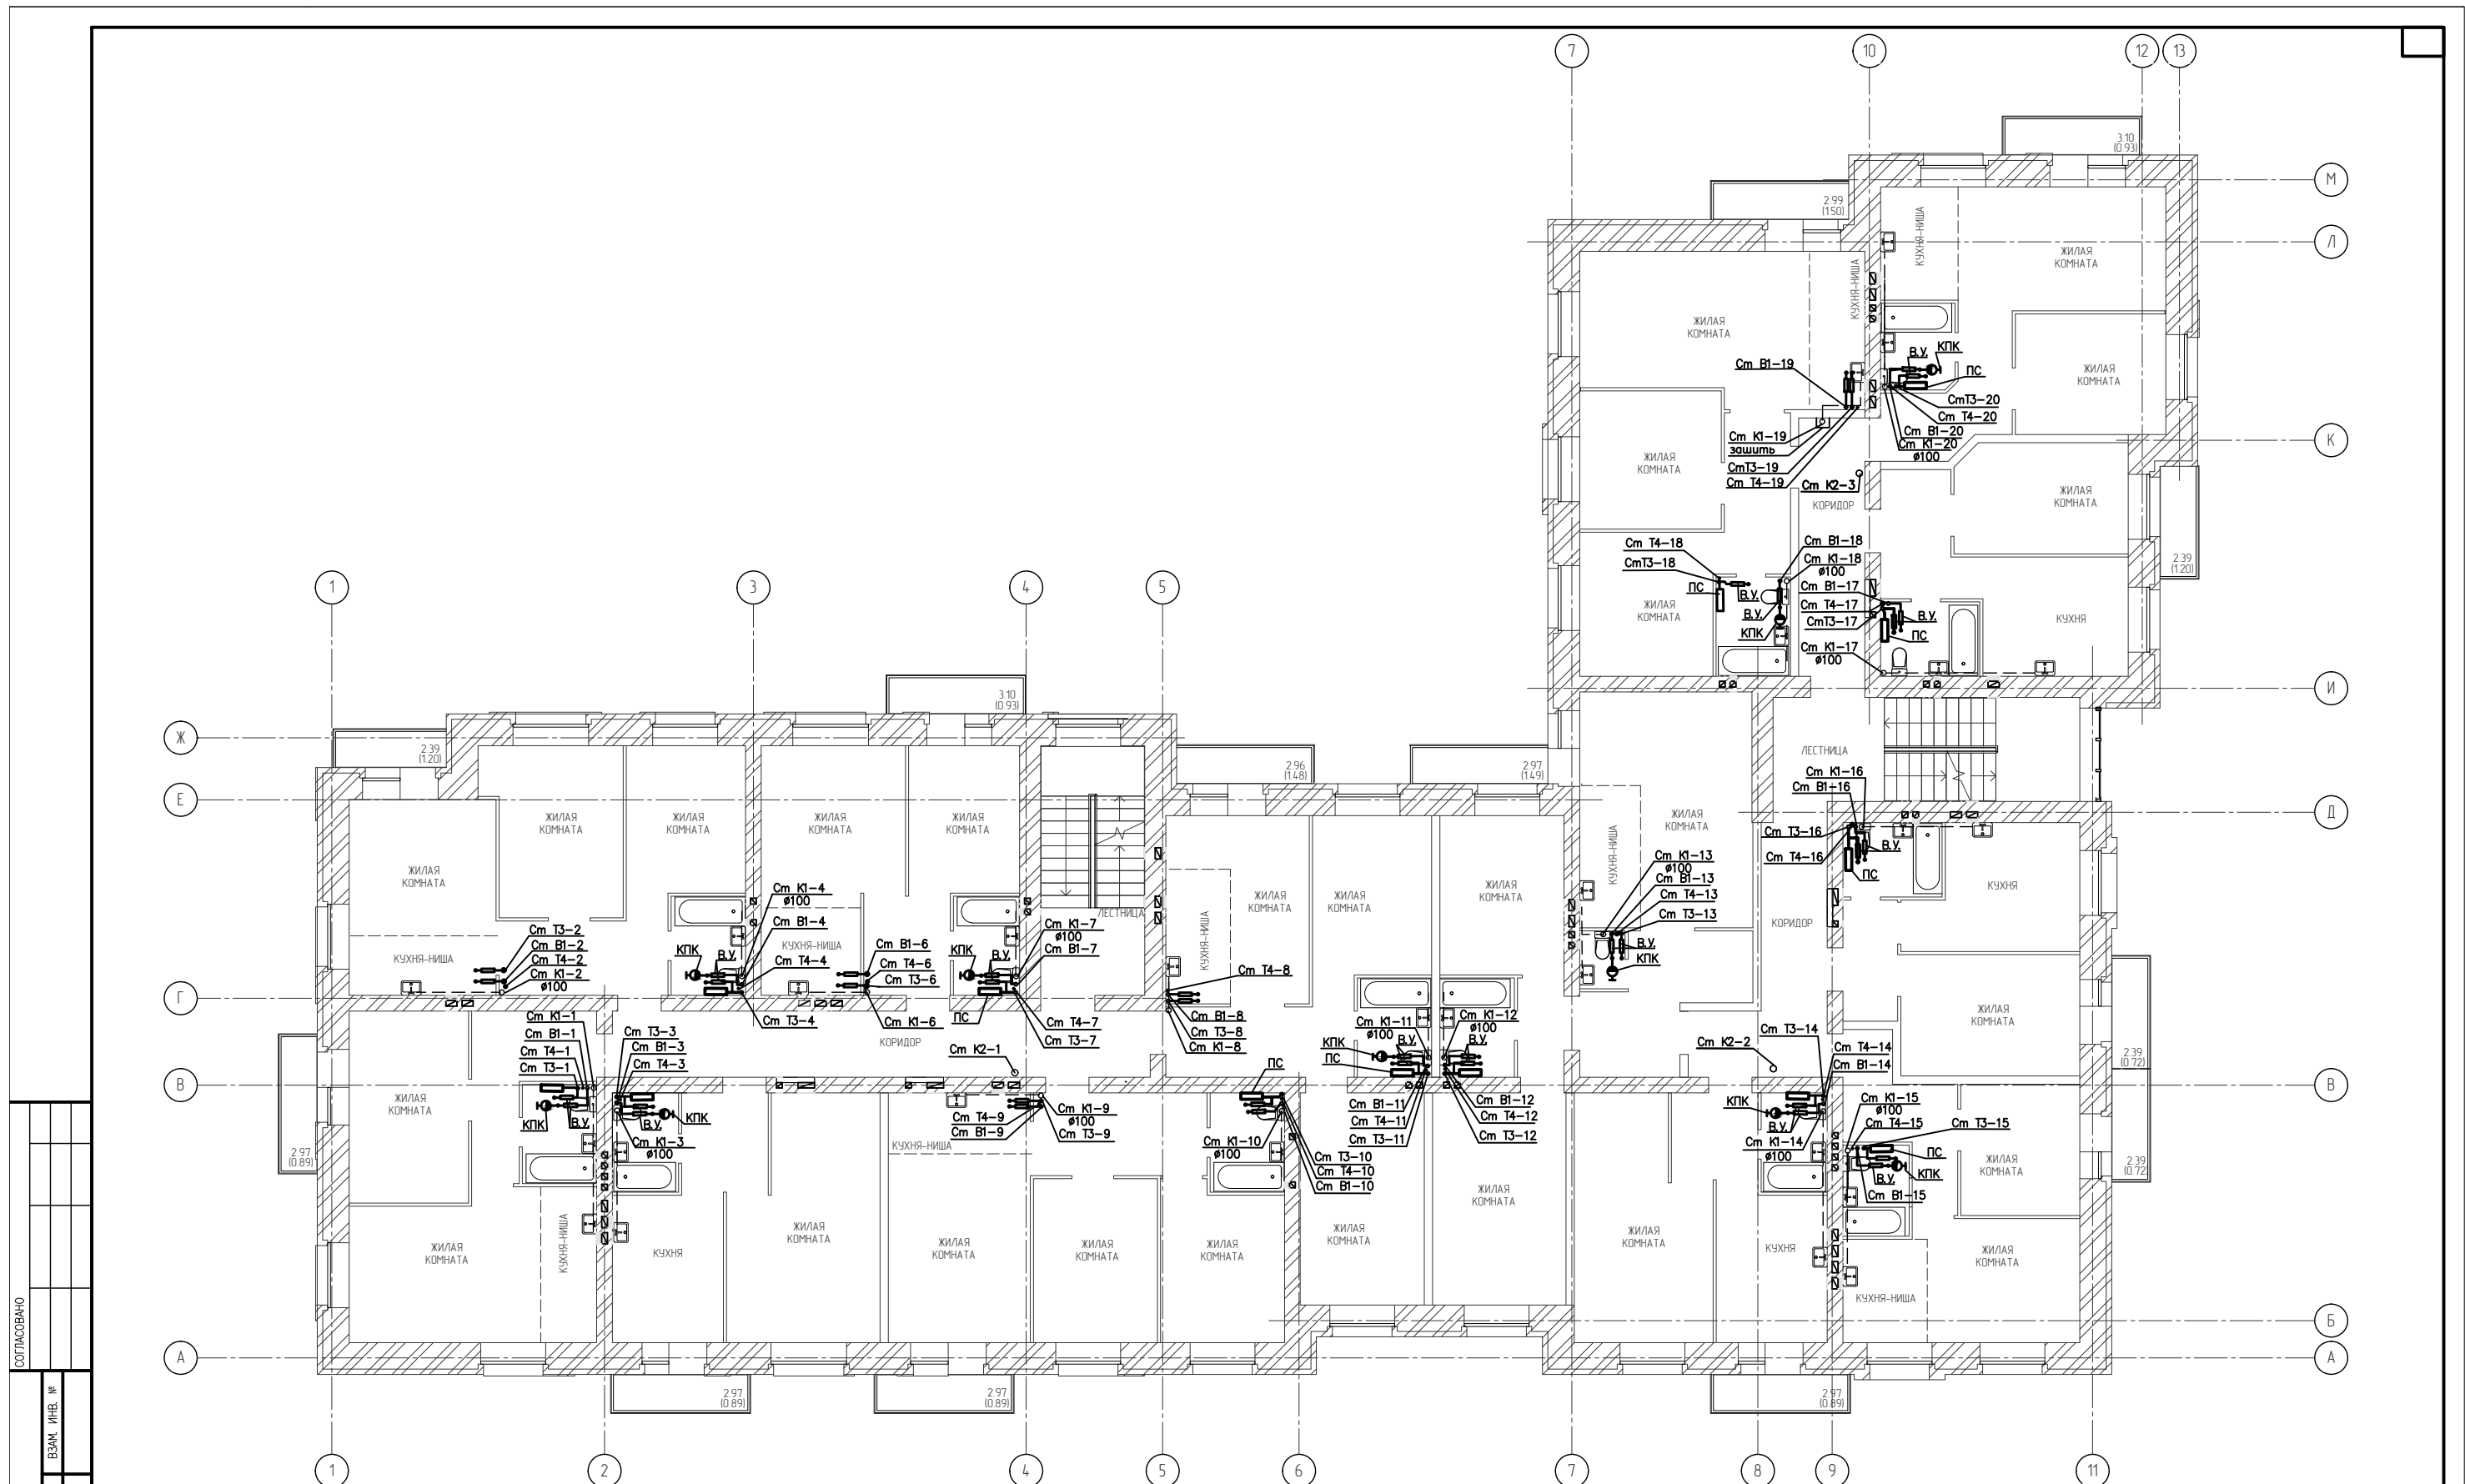 7
10
12
13
3.10
(0.93)
М
2.99
(1.50)
КУХНЯ-НИША
Л
ЖИЛАЯ
КОМНАТА
КУХНЯ-НИША
ЖИЛАЯ
КОМНАТА
В.У.
КПК
Ст В1-19
ПС
ЖИЛАЯ
КОМНАТА
СтТ3-20
Ст Т4-20
Ст В1-20
Ст К1-20
ø100
Ст К1-19
зашить
К
ЖИЛАЯ
КОМНАТА
СтТ3-19
Ст Т4-19
Ст К2-3
КОРИДОР
ЖИЛАЯ
КОМНАТА
Ст Т4-18
СтТ3-18
Ст В1-18
Ст К1-18
ø100
2.39
(1.20)
ПС
В.У.
В.У.
КПК
Ст В1-17
Ст Т4-17
СтТ3-17
В.У.
ПС
ЖИЛАЯ
КОМНАТА
КУХНЯ
Ст К1-17
ø100
1
3
4
5
И
3.10
(0.93)
Ж
2.39
(1.20)
ЛЕСТНИЦА
2.96
(1.48)
2.97
(1.49)
Ст К1-16
Ст В1-16
Е
Д
ЖИЛАЯ
КОМНАТА
ЖИЛАЯ
КОМНАТА
ЖИЛАЯ
КОМНАТА
ЖИЛАЯ
КОМНАТА
ЖИЛАЯ
КОМНАТА
Ст Т3-16
В.У.
Ст Т4-16
ПС
КУХНЯ-НИША
Ст К1-13
ø100
Ст В1-13
Ст Т4-13
Ст Т3-13
В.У.
КПК
ЖИЛАЯ
КОМНАТА
КУХНЯ
КОРИДОР
Ст К1-4
ø100
Ст В1-4
Ст Т4-4
КПК
В.У.
КУХНЯ-НИША
Ст В1-6
Ст Т4-6
Ст Т3-6
КПК
В.У.
ЛЕСТНИЦА
Ст К1-7
ø100
Ст В1-7
КУХНЯ-НИША
ЖИЛАЯ
КОМНАТА
ЖИЛАЯ
КОМНАТА
ЖИЛАЯ
КОМНАТА
Ст Т3-2
Ст В1-2
Ст Т4-2
Ст К1-2
ø100
КУХНЯ-НИША
Ст Т4-8
Г
Ст К1-1
Ст В1-1
Ст Т4-1
Ст Т3-1
Ст Т3-3
Ст В1-3
Ст Т4-3
Ст Т3-4
Ст К1-6
ПС
Ст Т4-7
Ст Т3-7
КОРИДОР
Ст К2-1
Ст В1-8
Ст Т3-8
Ст К1-8
Ст К1-11
ø100
Ст К1-12
ø100
КПК
В.У.
В.У.
ПС
ПС
Ст К2-2
Ст Т3-14
Ст Т4-14
Ст В1-14
ЖИЛАЯ
КОМНАТА
2.39
(0.72)
В
В
ЖИЛАЯ
КОМНАТА
КПК
В.У.
В.У.
КПК
Ст К1-3
ø100
Ст Т4-9
Ст В1-9
Ст К1-9
ø100
Ст Т3-9
КУХНЯ-НИША
Ст К1-10
ø100
Ст Т3-10
Ст Т4-10
Ст В1-10
Ст В1-11
Ст Т4-11
Ст Т3-11
Ст В1-12
Ст Т4-12
Ст Т3-12
КПК
В.У.
Ст К1-14
ø100
Ст К1-15
ø100
Ст Т4-15
Ст Т3-15
ПС
КПК
В.У.
Ст В1-15
ЖИЛАЯ
КОМНАТА
2.39
(0.72)
2.97
(0.89)
ЖИЛАЯ
КОМНАТА
КУХНЯ-НИША
КУХНЯ
ЖИЛАЯ
КОМНАТА
ЖИЛАЯ
КОМНАТА
ЖИЛАЯ
КОМНАТА
ЖИЛАЯ
КОМНАТА
ЖИЛАЯ
КОМНАТА
ЖИЛАЯ
КОМНАТА
ЖИЛАЯ
КОМНАТА
КУХНЯ
ЖИЛАЯ
КОМНАТА
КУХНЯ-НИША
Б
А
А
2.97
(0.89)
2.97
(0.89)
2.97
(0.89)
1
2
4
5
6
7
8
9
11
СОГЛАСОВАНО
ВЗАМ. ИНВ. №